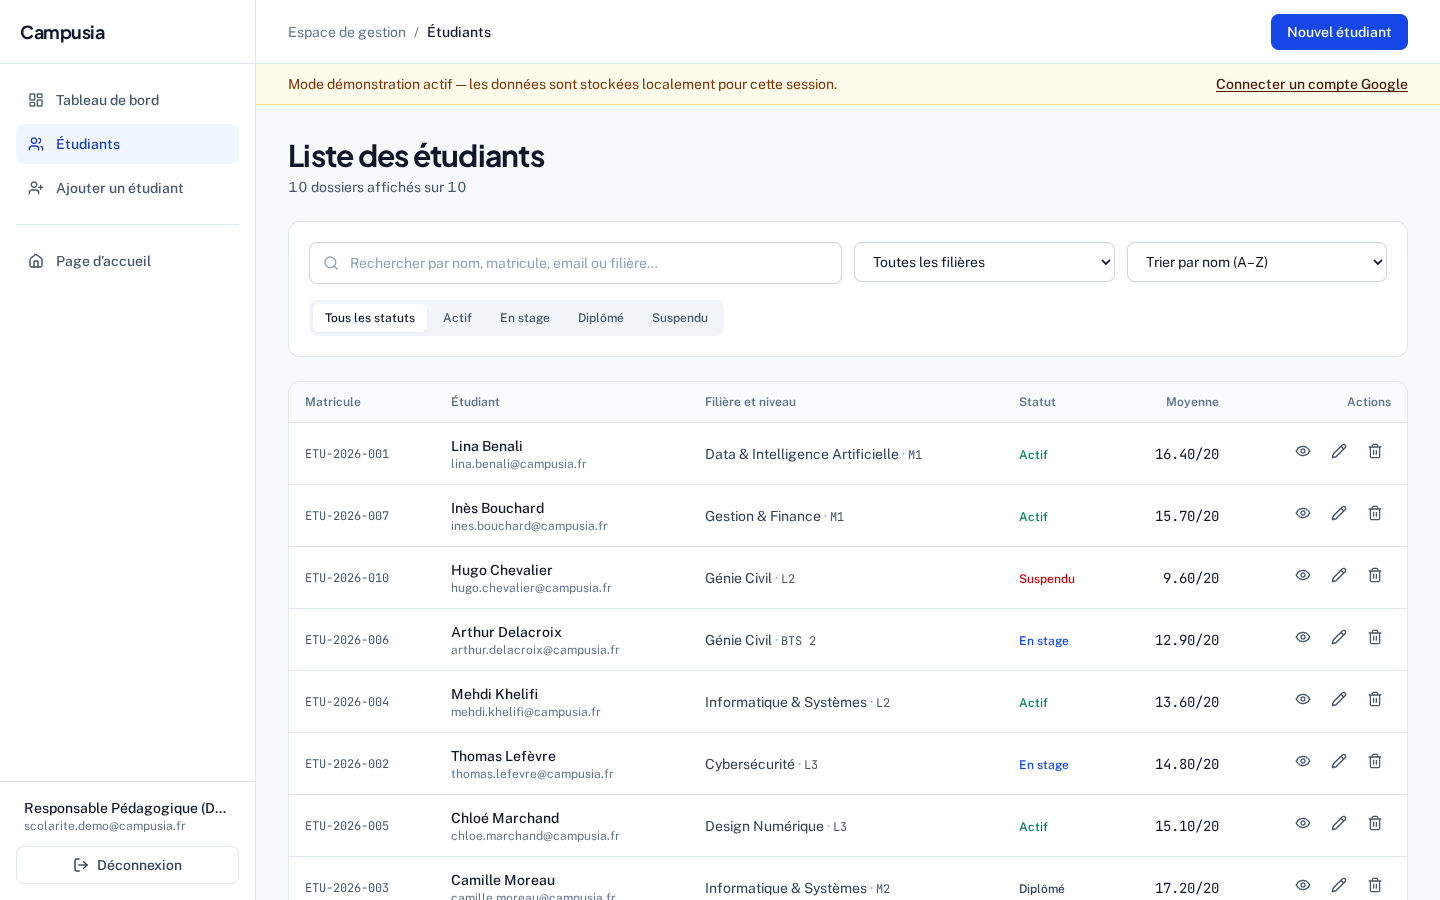 Campusia
Espace de gestion / Étudiants
Nouvel étudiant
Tableau de bord
Étudiants
Ajouter un étudiant
Page d’accueil
Mode démonstration actif — les données sont stockées localement pour cette session.
Connecter un compte Google
Liste des étudiants
10 dossiers affichés sur 10
Rechercher par nom, matricule, email ou filière…
Toutes les filières
Trier par nom (A–Z)
Tous les statuts Actif En stage Diplômé Suspendu
Matricule Étudiant Filière et niveau Statut Moyenne Actions
ETU-2026-001 Lina Benali Data & Intelligence Artificielle · M1 Actif 16.40/20
lina.benali@campusia.fr
ETU-2026-007 Inès Bouchard Gestion & Finance · M1 Actif 15.70/20
ines.bouchard@campusia.fr
ETU-2026-010 Hugo Chevalier Génie Civil · L2 Suspendu 9.60/20
hugo.chevalier@campusia.fr
ETU-2026-006 Arthur Delacroix Génie Civil · BTS 2 En stage 12.90/20
arthur.delacroix@campusia.fr
ETU-2026-004 Mehdi Khelifi Informatique & Systèmes · L2 Actif 13.60/20
mehdi.khelifi@campusia.fr
ETU-2026-002 Thomas Lefèvre Cybersécurité · L3 En stage 14.80/20
thomas.lefevre@campusia.fr
ETU-2026-005 Chloé Marchand Design Numérique · L3 Actif 15.10/20
chloe.marchand@campusia.fr
ETU-2026-003 Camille Moreau Informatique & Systèmes · M2 Diplômé 17.20/20
camille.moreau@campusia.fr
Responsable Pédagogique (D…
scolarite.demo@campusia.fr
Déconnexion